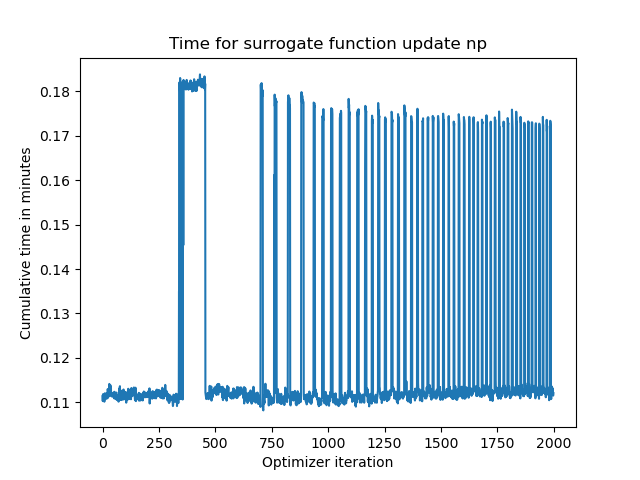 Time for surrogate function update np
Cumulative time in minutes
0.18
0.17
0.16
0.15
0.14
0.13
0.12
0.11
0 250 500 750 1000 1250 1500 1750 2000
Optimizer iteration